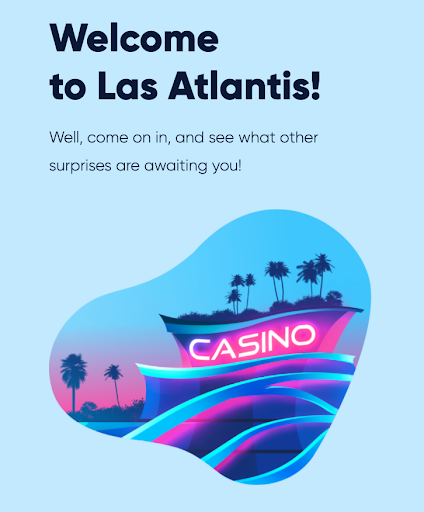 Welcome
to Las Atlantis!
Well, come on in, and see what other
surprises are awaiting you!
CASINO